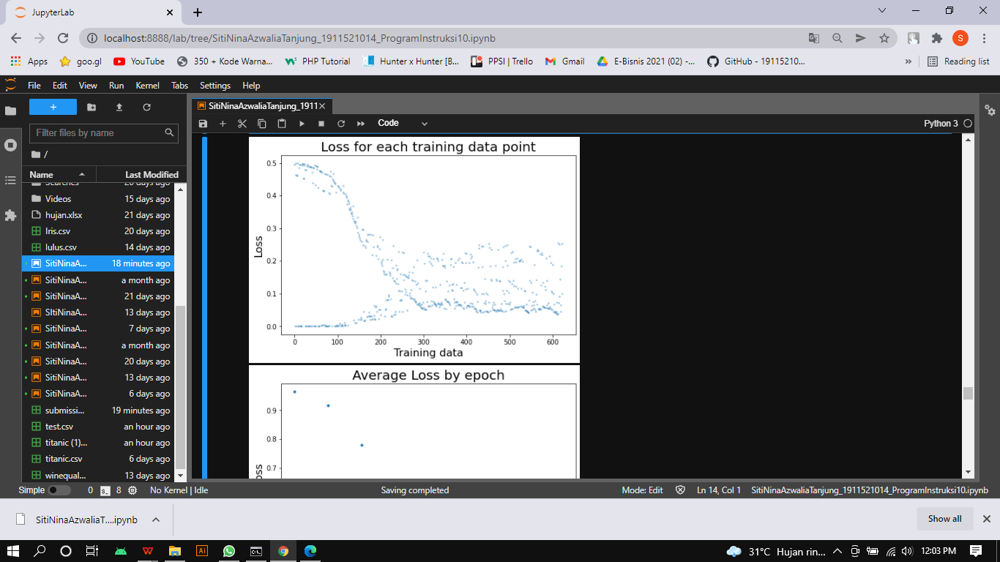 JupyterLab
localhost:8888/lab/tree/SitiNinaAzwaliaTanjung_1911521014_ProgramInstruksi10.ipynb
S
Apps goo.gl YouTube 350 + Kode Warna... PHP Tutorial Hunter x Hunter [B... PPSI | Trello Gmail E-Bisnis 2021 (02) -... GitHub - 19115210... » Reading list
File Edit View Run Kernel Tabs Settings Help
SitiNinaAzwaliaTanjung_1911
Code
Python 3
Filter files by name
/
Name Last Modified
Searches 20 days ago
Videos 15 days ago
hujan.xlsx 21 days ago
Iris.csv 20 days ago
lulus.csv 14 days ago
SitiNinaA... 18 minutes ago
SitiNinaA... a month ago
SitiNinaA... 21 days ago
SItiNinaA... 13 days ago
SitiNinaA... 7 days ago
SitiNinaA... a month ago
SitiNinaA... 20 days ago
SitiNinaA... 13 days ago
SitiNinaA... 6 days ago
submissi... 19 minutes ago
test.csv an hour ago
titanic (1)... an hour ago
titanic.csv 6 days ago
winequal... 13 days ago
Loss for each training data point
0.5
0.4
0.3
0.2
0.1
0.0
Loss
0 100 200 300 400 500 600
Training data
Average Loss by epoch
0.9
0.8
0.7
Simple 0 8 No Kernel | Idle Saving completed Mode: Edit Ln 14, Col 1 SitiNinaAzwaliaTanjung_1911521014_ProgramInstruksi10.ipynb
SitiNinaAzwaliaT....ipynb Show all
31°C Hujan rin... 12:03 PM